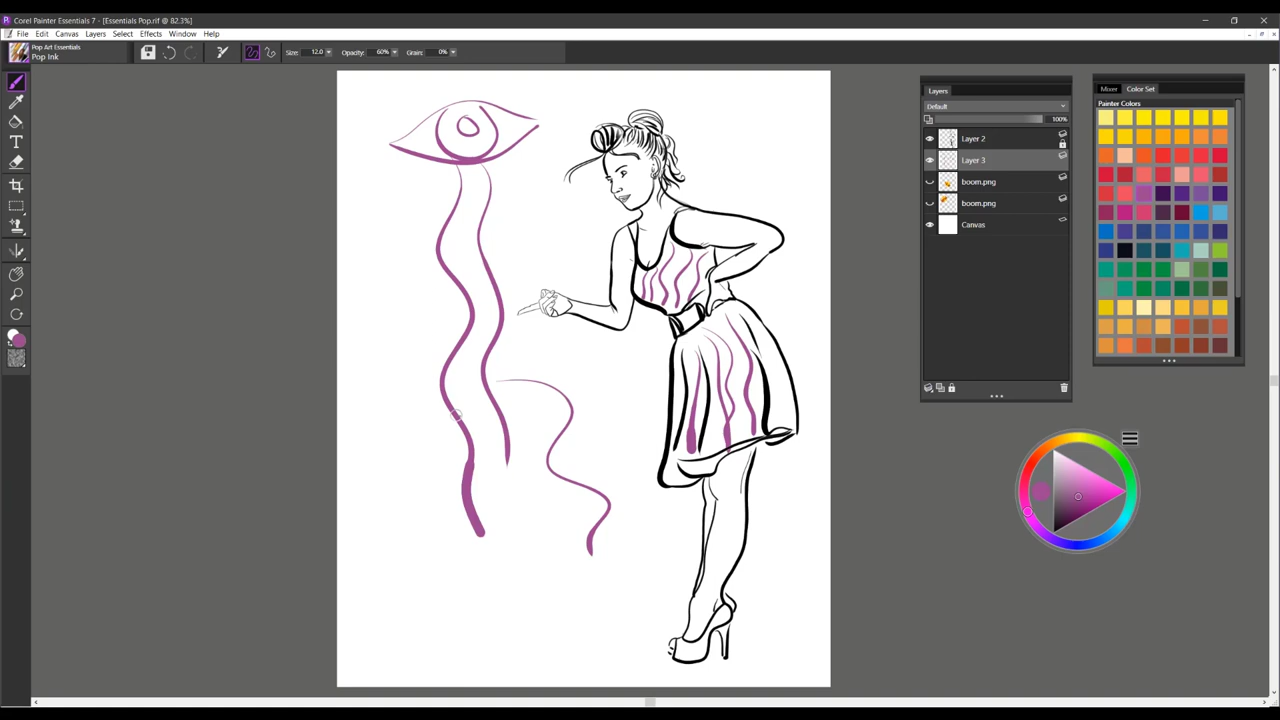 Corel Painter Essentials 7 - [Essentials Pop.rif @ 82.3%]
File Edit Canvas Layers Select Effects Window Help
Pop Art Essentials
Pop Ink
Size: 12.0 Opacity: 60% Grain: 0%
Layers
Default
100%
Layer 2
Layer 3
boom.png
boom.png
Canvas
Mixer Color Set
Painter Colors